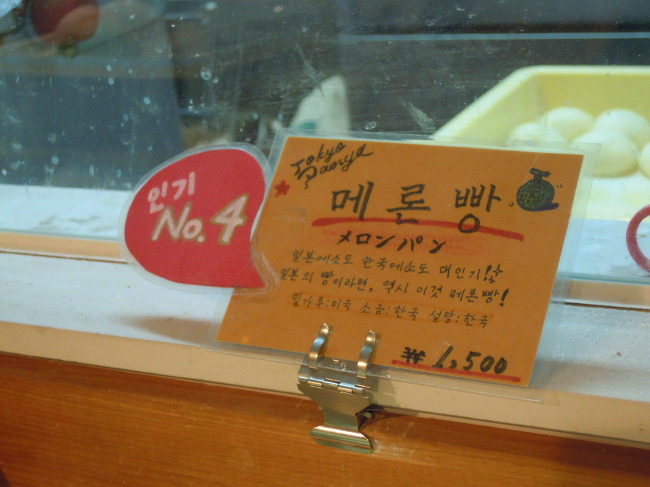 인기
No.4
Tokyo
Panya
메론빵
メロンパン
일본에소도 한국에소도 대인기!
일본의 빵이라면, 역시 이것 메론빵!
밀가루:미국 소금:한국 설탕:한국
₩ 1,500